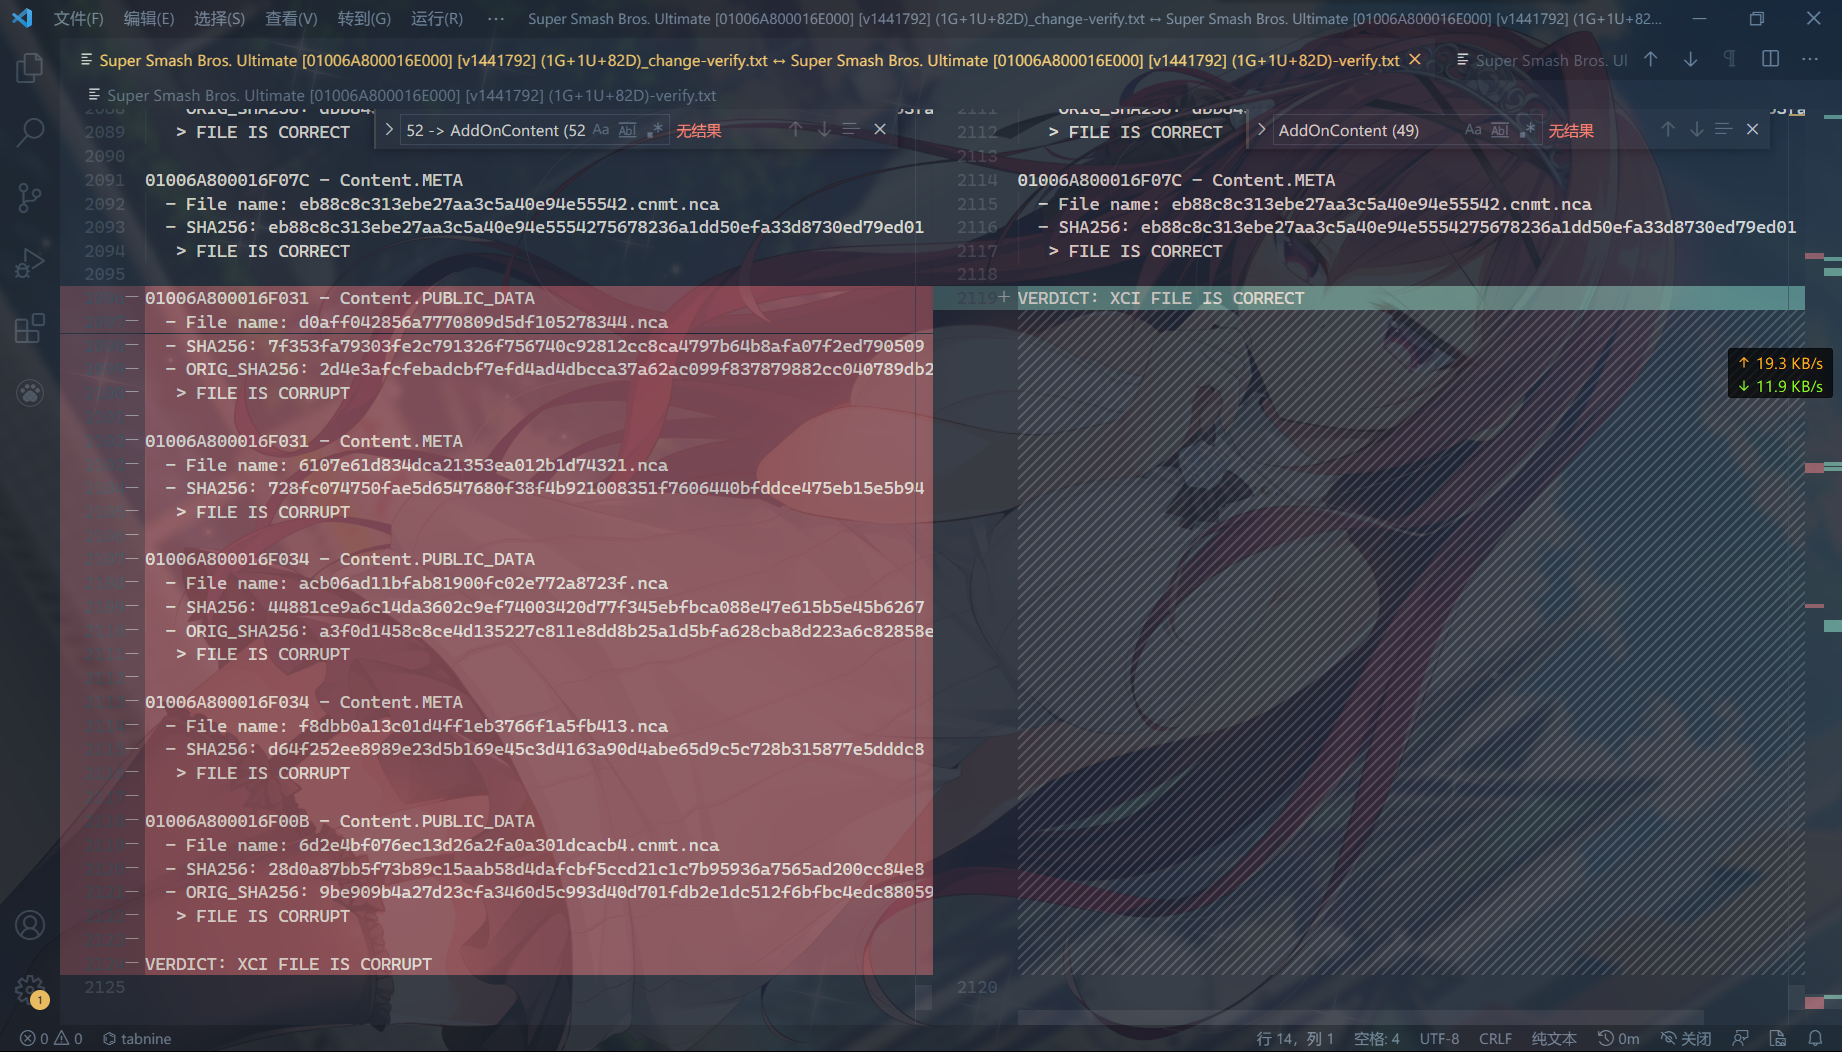 文件(F) 编辑(E) 选择(S) 查看(V) 转到(G) 运行(R) ··· Super Smash Bros. Ultimate [01006A800016E000] [v1441792] (1G+1U+82D)_change-verify.txt ↔ Super Smash Bros. Ultimate [01006A800016E000] [v1441792] (1G+1U+82...
Super Smash Bros. Ultimate [01006A800016E000] [v1441792] (1G+1U+82D)_change-verify.txt ↔ Super Smash Bros. Ultimate [01006A800016E000] [v1441792] (1G+1U+82D)-verify.txt
Super Smash Bros. Ul
Super Smash Bros. Ultimate [01006A800016E000] [v1441792] (1G+1U+82D)-verify.txt
52 -> AddOnContent (52 Aa Abl .* 无结果
AddOnContent (49) Aa Abl .* 无结果
2089 > FILE IS CORRECT
2090
2091 01006A800016F07C - Content.META
2092 - File name: eb88c8c313ebe27aa3c5a40e94e55542.cnmt.nca
2093 - SHA256: eb88c8c313ebe27aa3c5a40e94e5554275678236a1dd50efa33d8730ed79ed01
2094 > FILE IS CORRECT
2095
01006A800016F031 - Content.PUBLIC_DATA
- File name: d0aff042856a7770809d5df105278344.nca
- SHA256: 7f353fa79303fe2c791326f756740c92812cc8ca4797b64b8afa07f2ed790509
- ORIG_SHA256: 2d4e3afcfebadcbf7efd4ad4dbcca37a62ac099f837879882cc040789db2
> FILE IS CORRUPT
01006A800016F031 - Content.META
- File name: 6107e61d834dca21353ea012b1d74321.nca
- SHA256: 728fc074750fae5d6547680f38f4b921008351f7606440bfddce475eb15e5b94
> FILE IS CORRUPT
01006A800016F034 - Content.PUBLIC_DATA
- File name: acb06ad11bfab81900fc02e772a8723f.nca
- SHA256: 44881ce9a6c14da3602c9ef74003420d77f345ebfbca088e47e615b5e45b6267
- ORIG_SHA256: a3f0d1458c8ce4d135227c811e8dd8b25a1d5bfa628cba8d223a6c82858e
> FILE IS CORRUPT
01006A800016F034 - Content.META
- File name: f8dbb0a13c01d4ff1eb3766f1a5fb413.nca
- SHA256: d64f252ee8989e23d5b169e45c3d4163a90d4abe65d9c5c728b315877e5dddc8
> FILE IS CORRUPT
01006A800016F00B - Content.PUBLIC_DATA
- File name: 6d2e4bf076ec13d26a2fa0a301dcacb4.cnmt.nca
- SHA256: 28d0a87bb5f73b89c15aab58d4dafcbf5ccd21c1c7b95936a7565ad200cc84e8
- ORIG_SHA256: 9be909b4a27d23cfa3460d5c993d40d701fdb2e1dc512f6bfbc4edc88059
> FILE IS CORRUPT
VERDICT: XCI FILE IS CORRUPT
2125
2112 > FILE IS CORRECT
2113
2114 01006A800016F07C - Content.META
2115 - File name: eb88c8c313ebe27aa3c5a40e94e55542.cnmt.nca
2116 - SHA256: eb88c8c313ebe27aa3c5a40e94e5554275678236a1dd50efa33d8730ed79ed01
2117 > FILE IS CORRECT
2118
2119+ VERDICT: XCI FILE IS CORRECT
2120
↑ 19.3 KB/s
↓ 11.9 KB/s
1
0 0 tabnine 行 14，列 1 空格: 4 UTF-8 CRLF 纯文本 0m 关闭